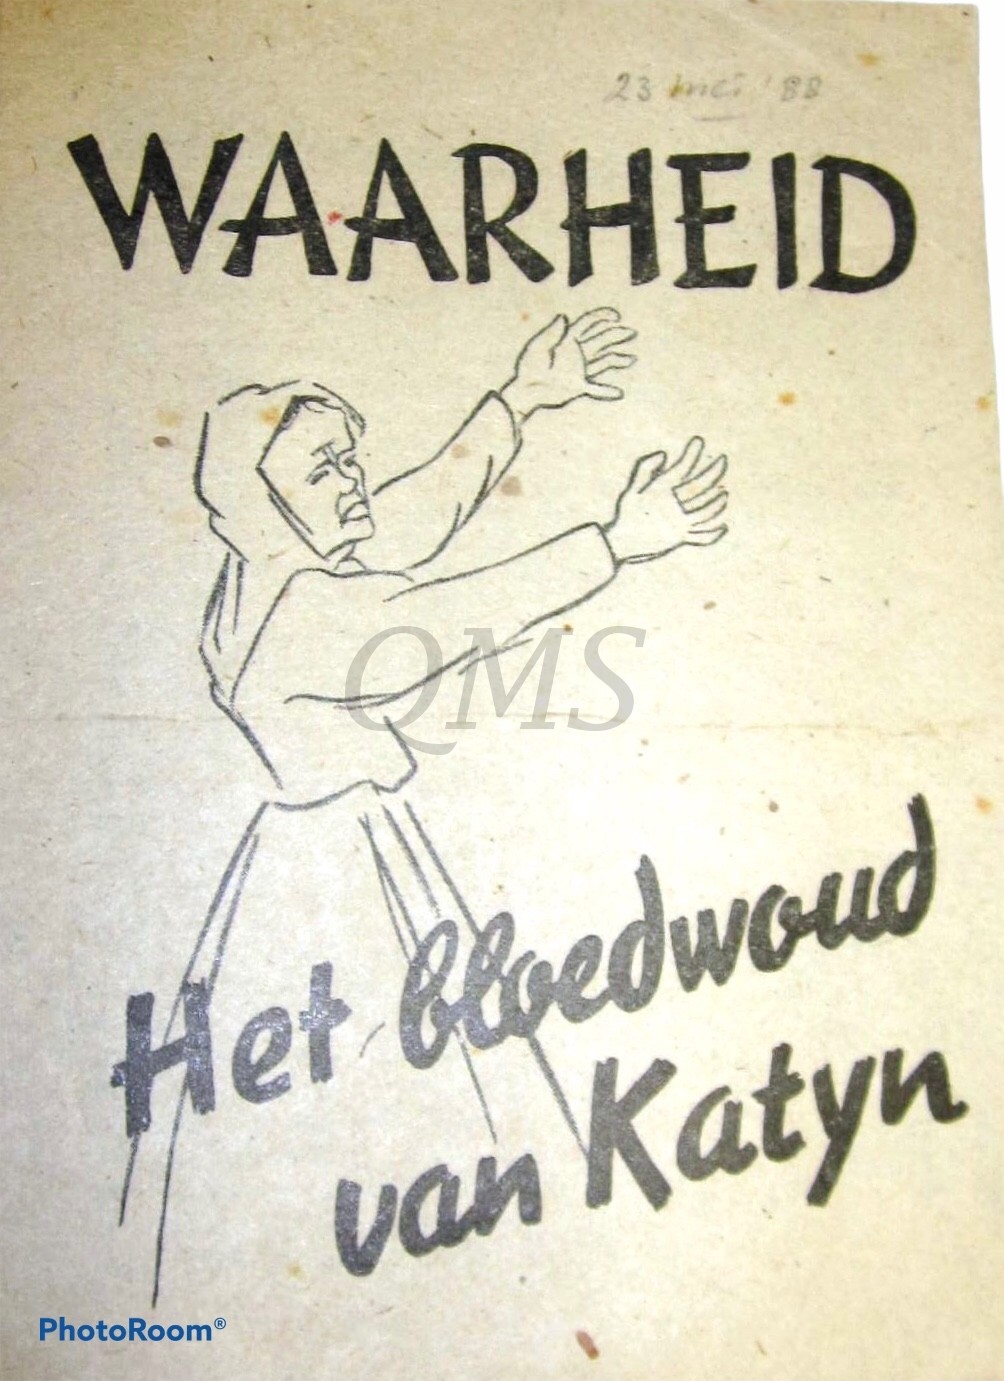 23 mei '88
WAARHEID
QMS
Het bloedwoud
van Katyn
PhotoRoom®